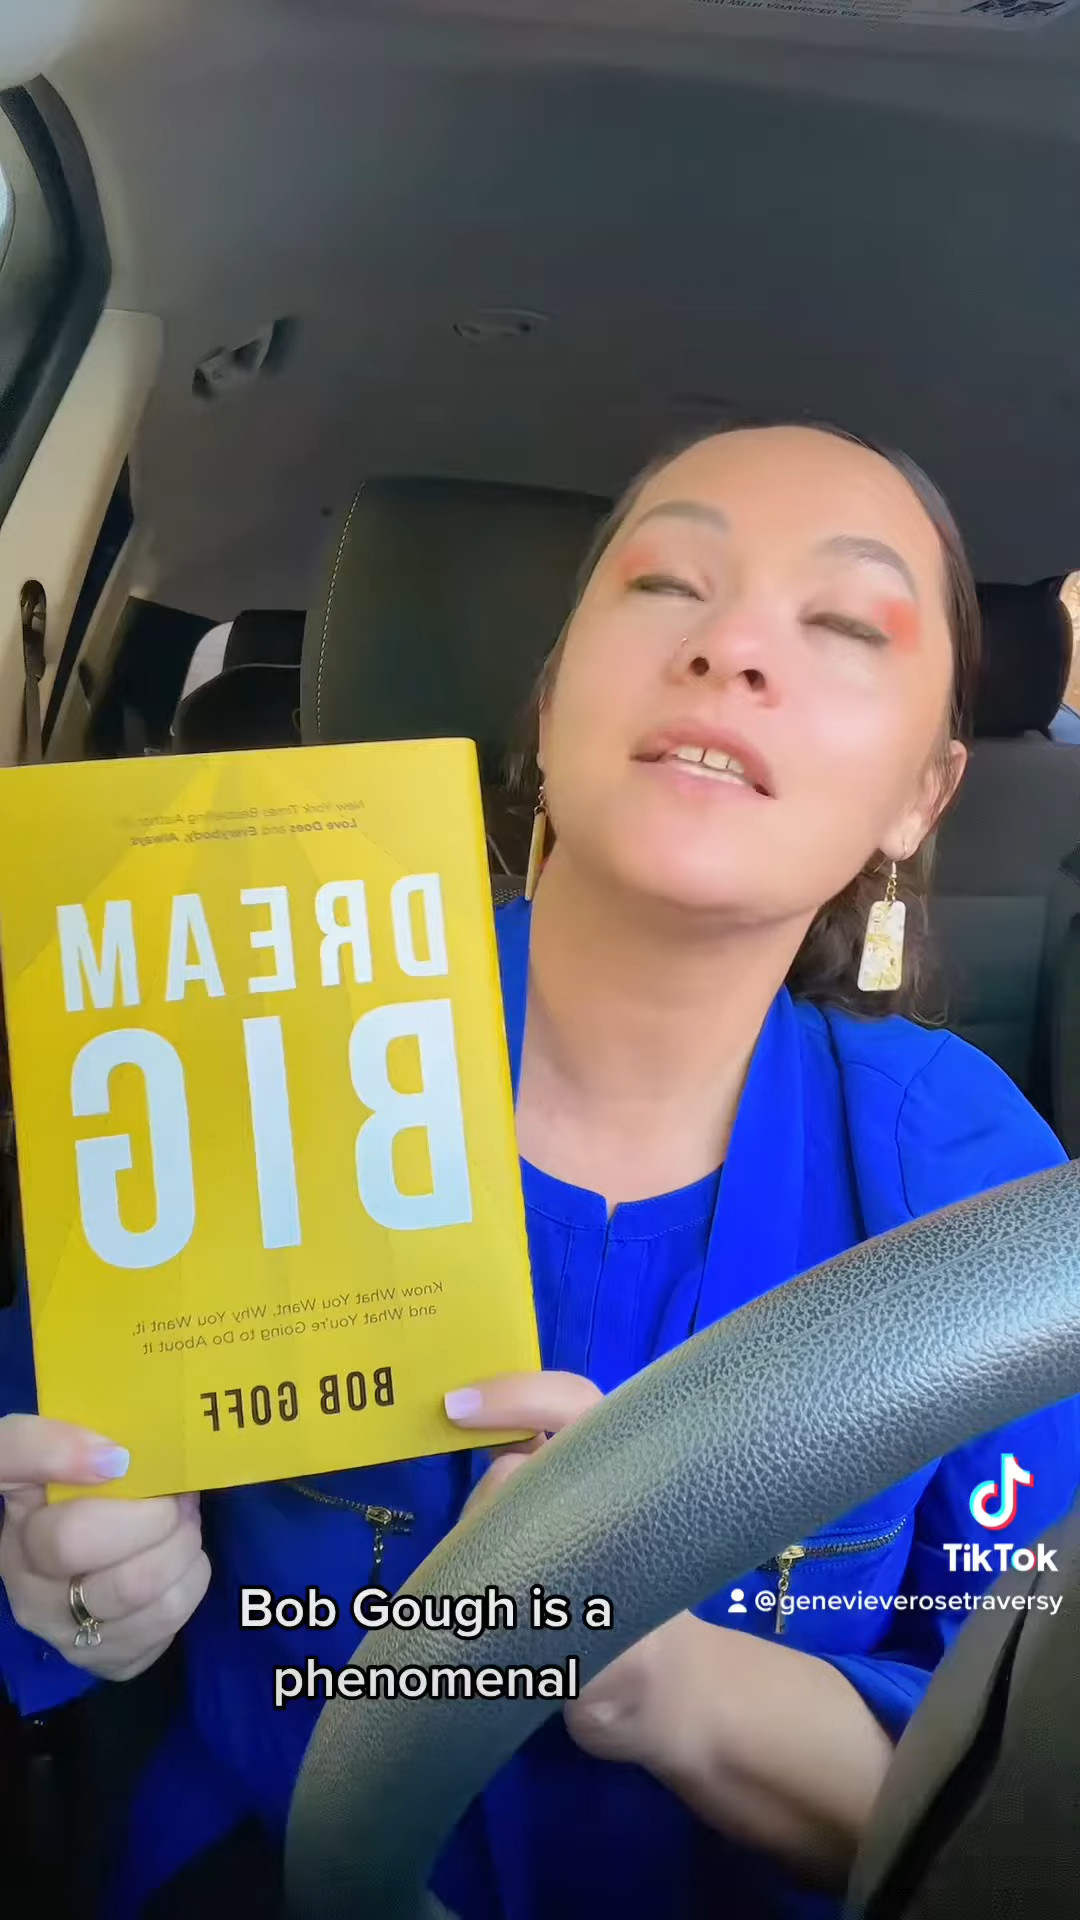 New York Times Bestselling Author of
Love Does and Everybody, Always
DREAM
BIG
Know What You Want, Why You Want it,
and What You're Going to Do About It
BOB GOFF
TikTok
@genevieverosetraversy
Bob Gough is a
phenomenal